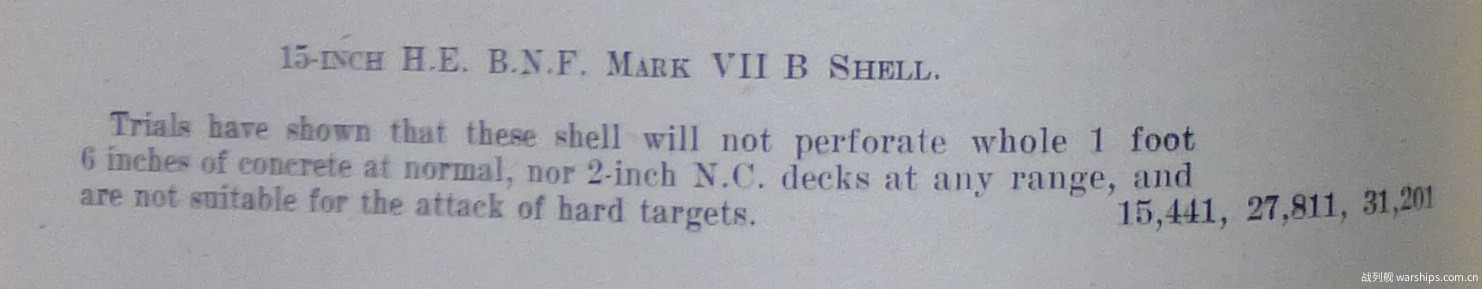 15-INCH H.E. B.N.F. MARK VII B SHELL.
Trials have shown that these shell will not perforate whole 1 foot
6 inches of concrete at normal, nor 2-inch N.C. decks at any range, and
are not suitable for the attack of hard targets.
15,441, 27,811, 31,201
战列舰 warships.com.cn